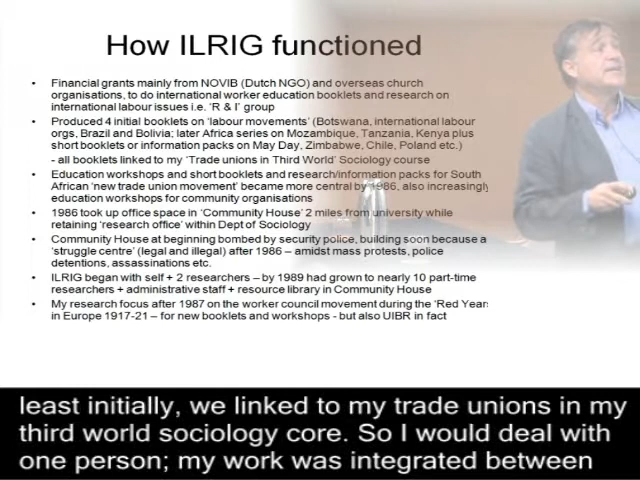 How ILRIG functioned
• Financial grants mainly from NOVIB (Dutch NGO) and overseas church
organisations, to do international worker education booklets and research on
international labour issues i.e. 'R & I' group
• Produced 4 initial booklets on 'labour movements' (Botswana, international labour
orgs, Brazil and Bolivia; later Africa series on Mozambique, Tanzania, Kenya plus
short booklets or information packs on May Day, Zimbabwe, Chile, Poland etc.)
- all booklets linked to my 'Trade unions in Third World' Sociology course
• Education workshops and short booklets and research/information packs for South
African 'new trade union movement' became more central by 1986, also increasingly
education workshops for community organisations
• 1986 took up office space in 'Community House' 2 miles from university while
retaining 'research office' within Dept of Sociology
• Community House at beginning bombed by security police, building soon because a
'struggle centre' (legal and illegal) after 1986 – amidst mass protests, police
detentions, assassinations etc.
• ILRIG began with self + 2 researchers – by 1989 had grown to nearly 10 part-time
researchers + administrative staff + resource library in Community House
• My research focus after 1987 on the worker council movement during the 'Red Years
in Europe 1917-21 – for new booklets and workshops - but also UIBR in fact
least initially, we linked to my trade unions in my
third world sociology core. So I would deal with
one person; my work was integrated between